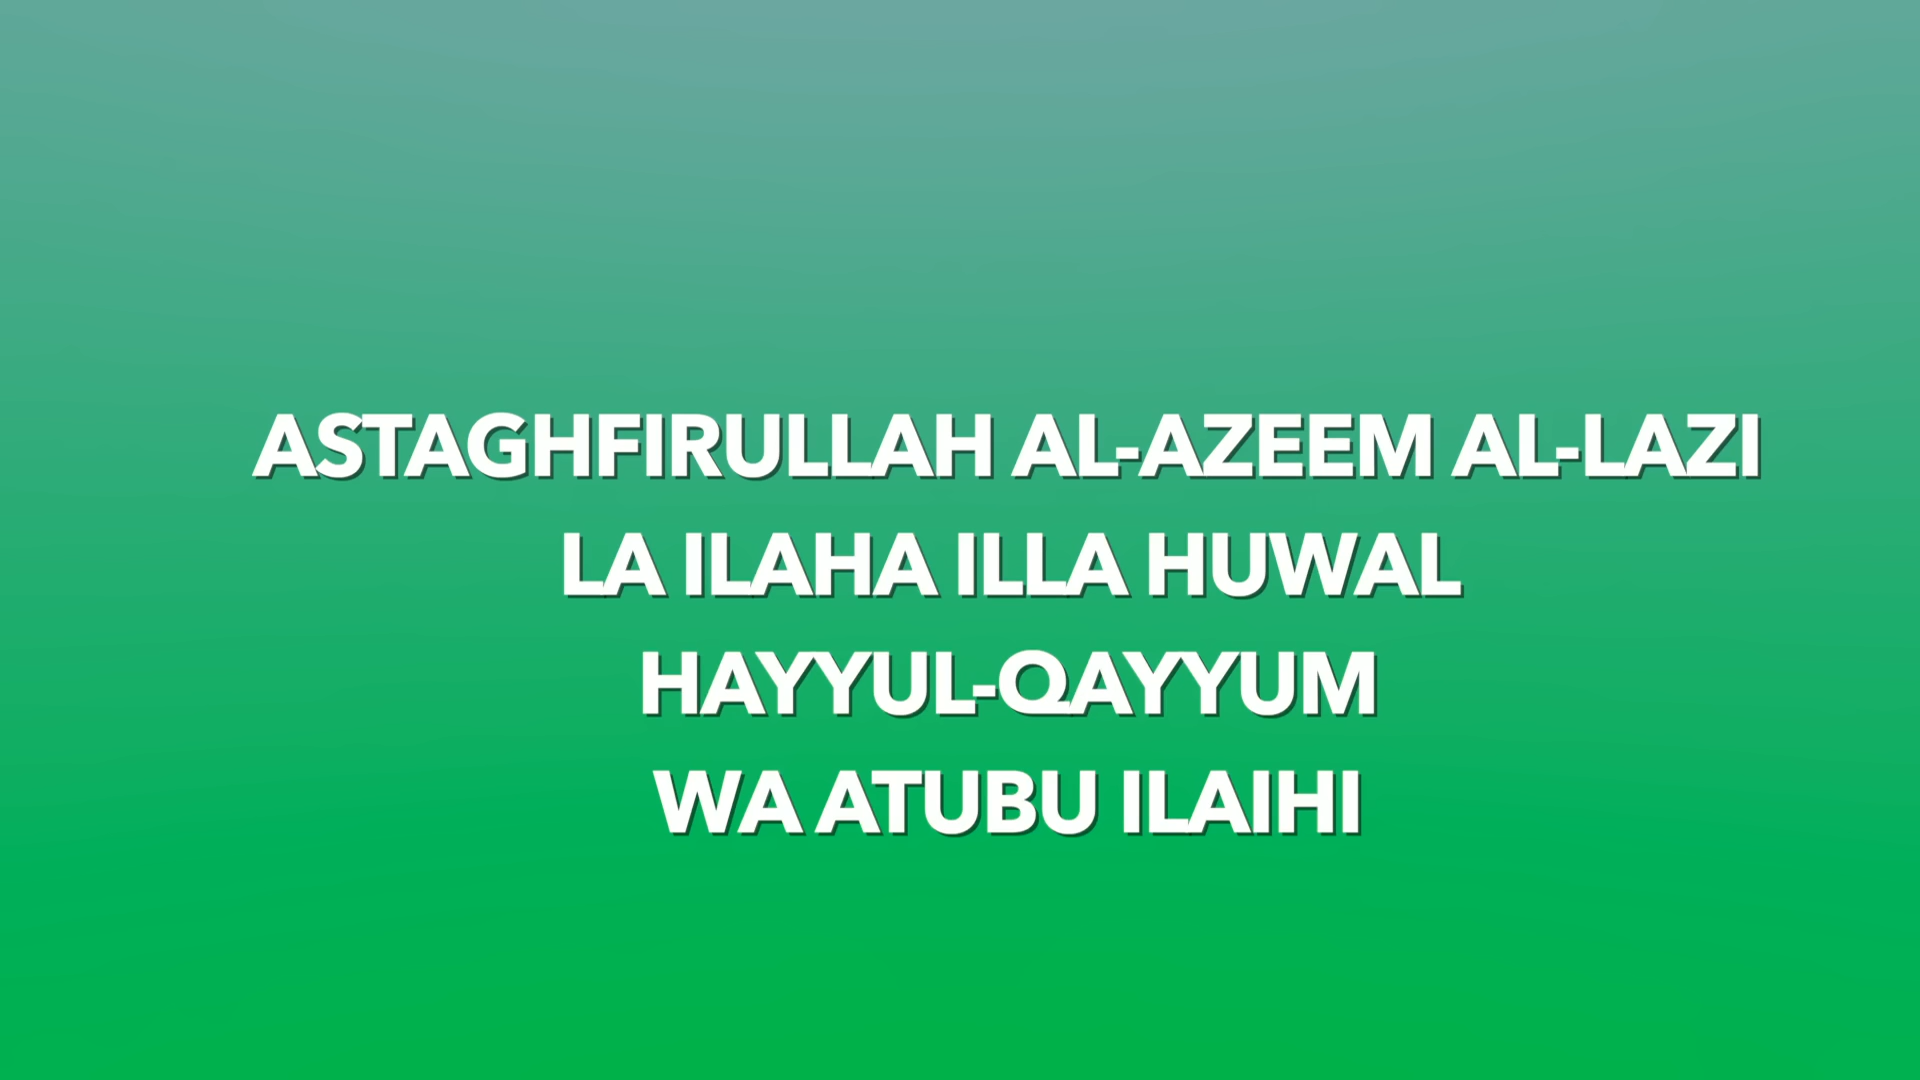 ASTAGHFIRULLAH AL-AZEEM AL-LAZI
LA ILAHA ILLA HUWAL
HAYYUL-QAYYUM
WA ATUBU ILAIHI